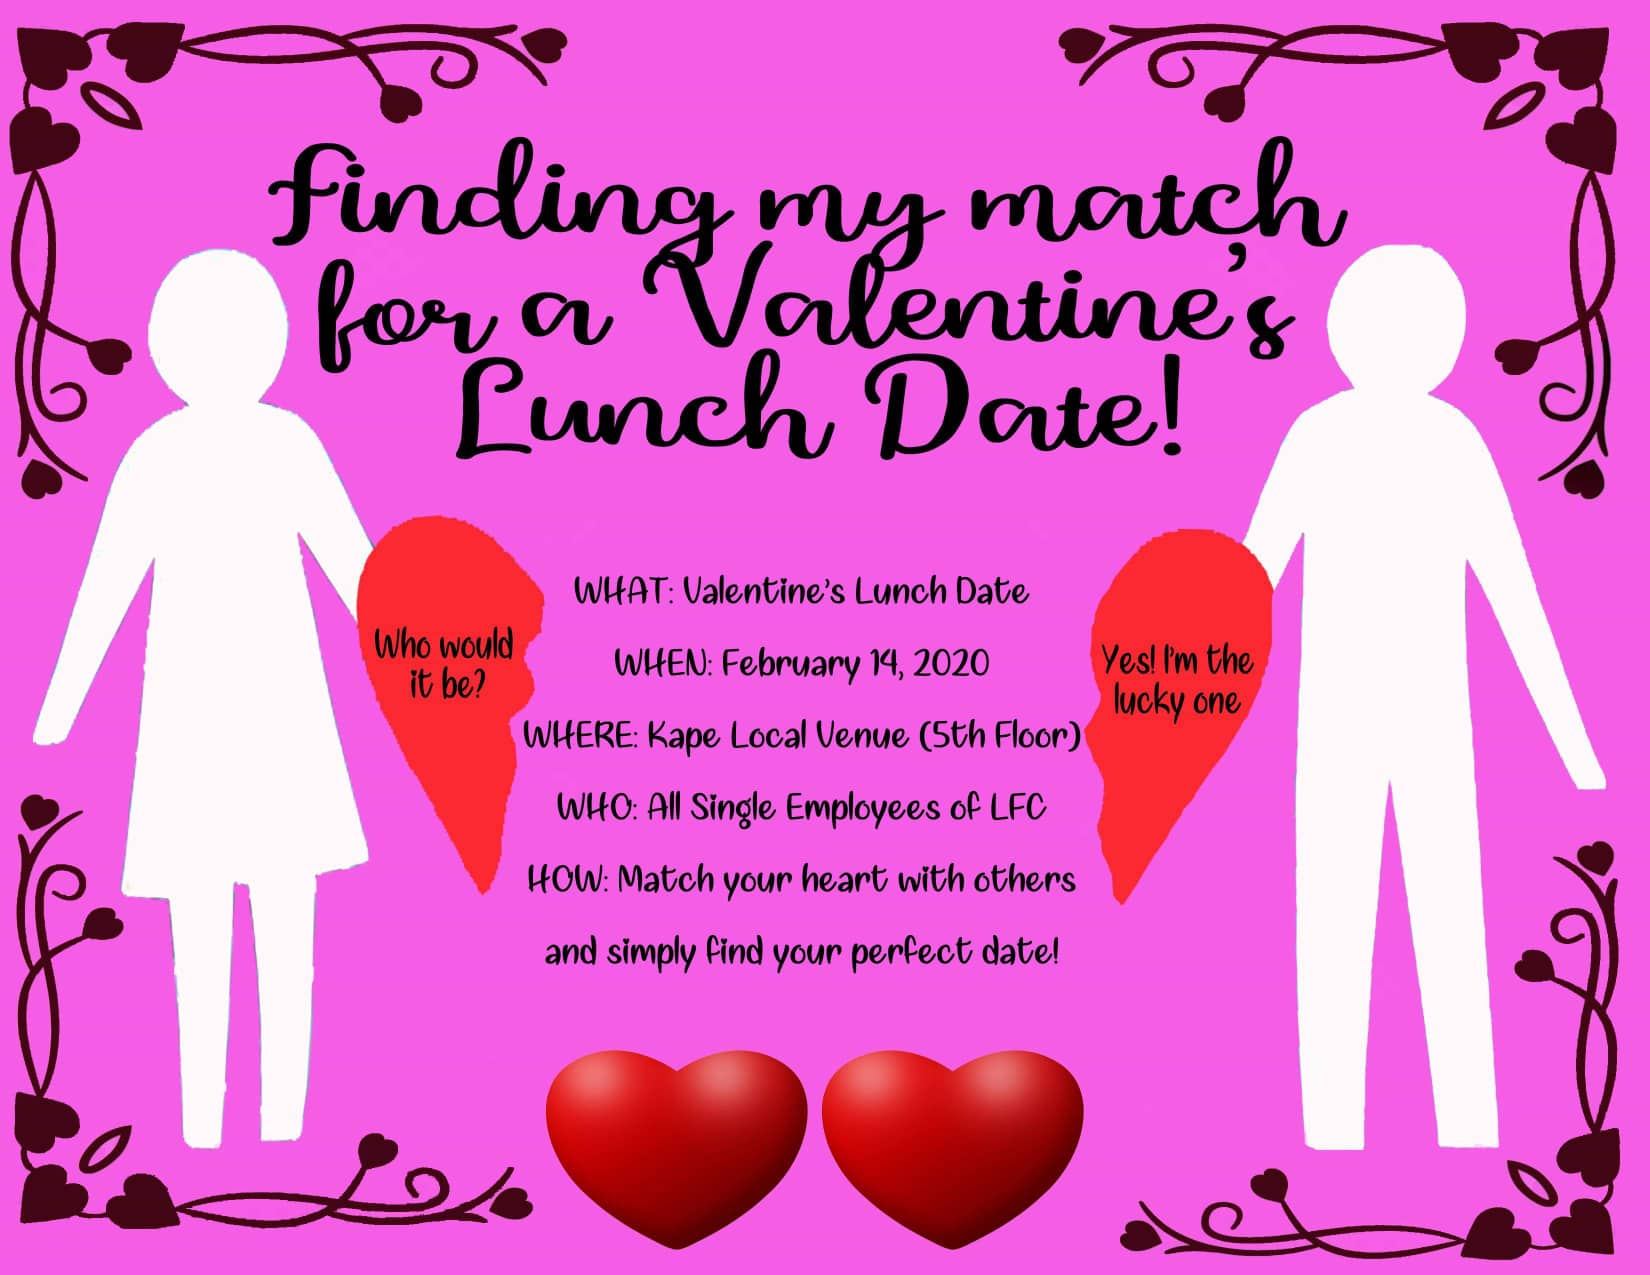 Finding my match
for a Valentine's
Lunch Date!
Who would
it be?
WHAT: Valentine's Lunch Date
WHEN: February 14, 2020
WHERE: Kape Local Venue (5th Floor)
WHO: All Single Employees of LFC
HOW: Match your heart with others
and simply find your perfect date!
Yes! I'm the
lucky one